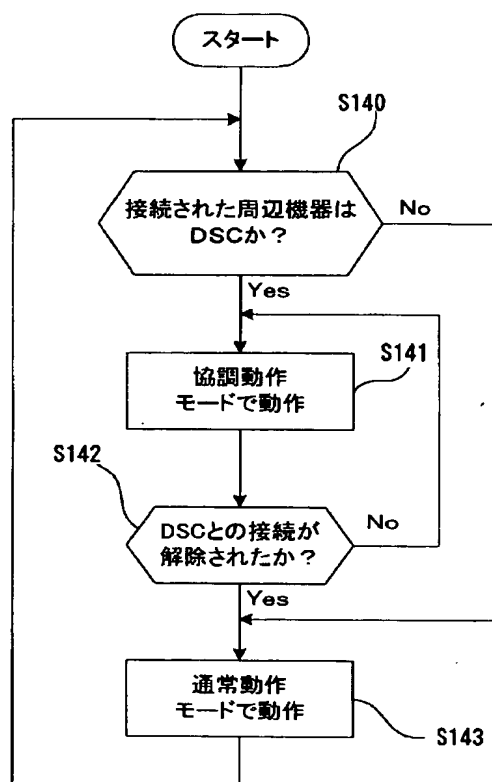 スタート
S140
接続された周辺機器は
DSCか？
No
Yes
S141
協調動作
モードで動作
S142
DSCとの接続が
解除されたか？
No
Yes
通常動作
モードで動作
S143